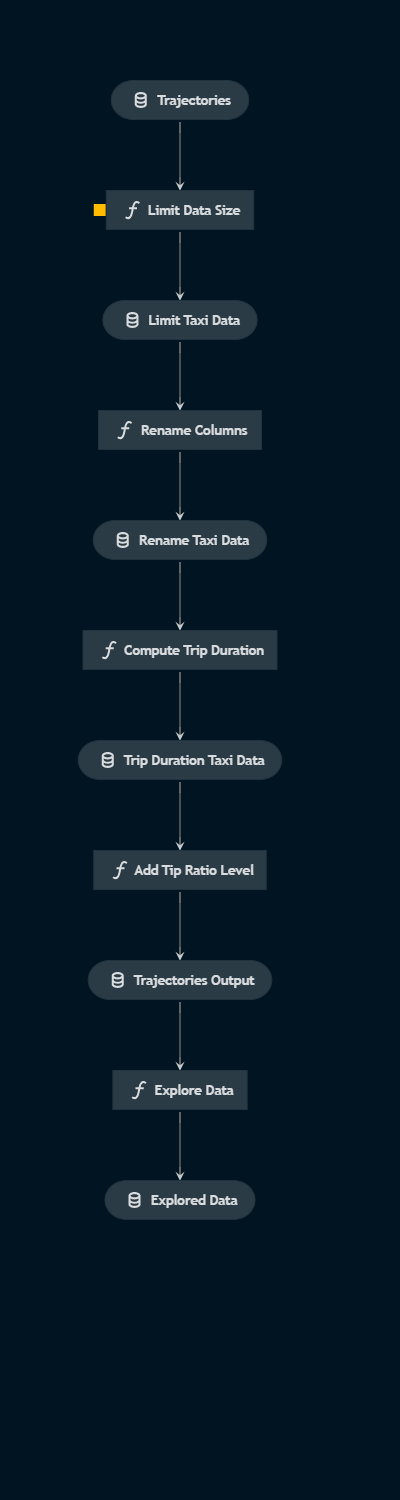 Trajectories
Limit Data Size
Limit Taxi Data
Rename Columns
Rename Taxi Data
Compute Trip Duration
Trip Duration Taxi Data
Add Tip Ratio Level
Trajectories Output
Explore Data
Explored Data